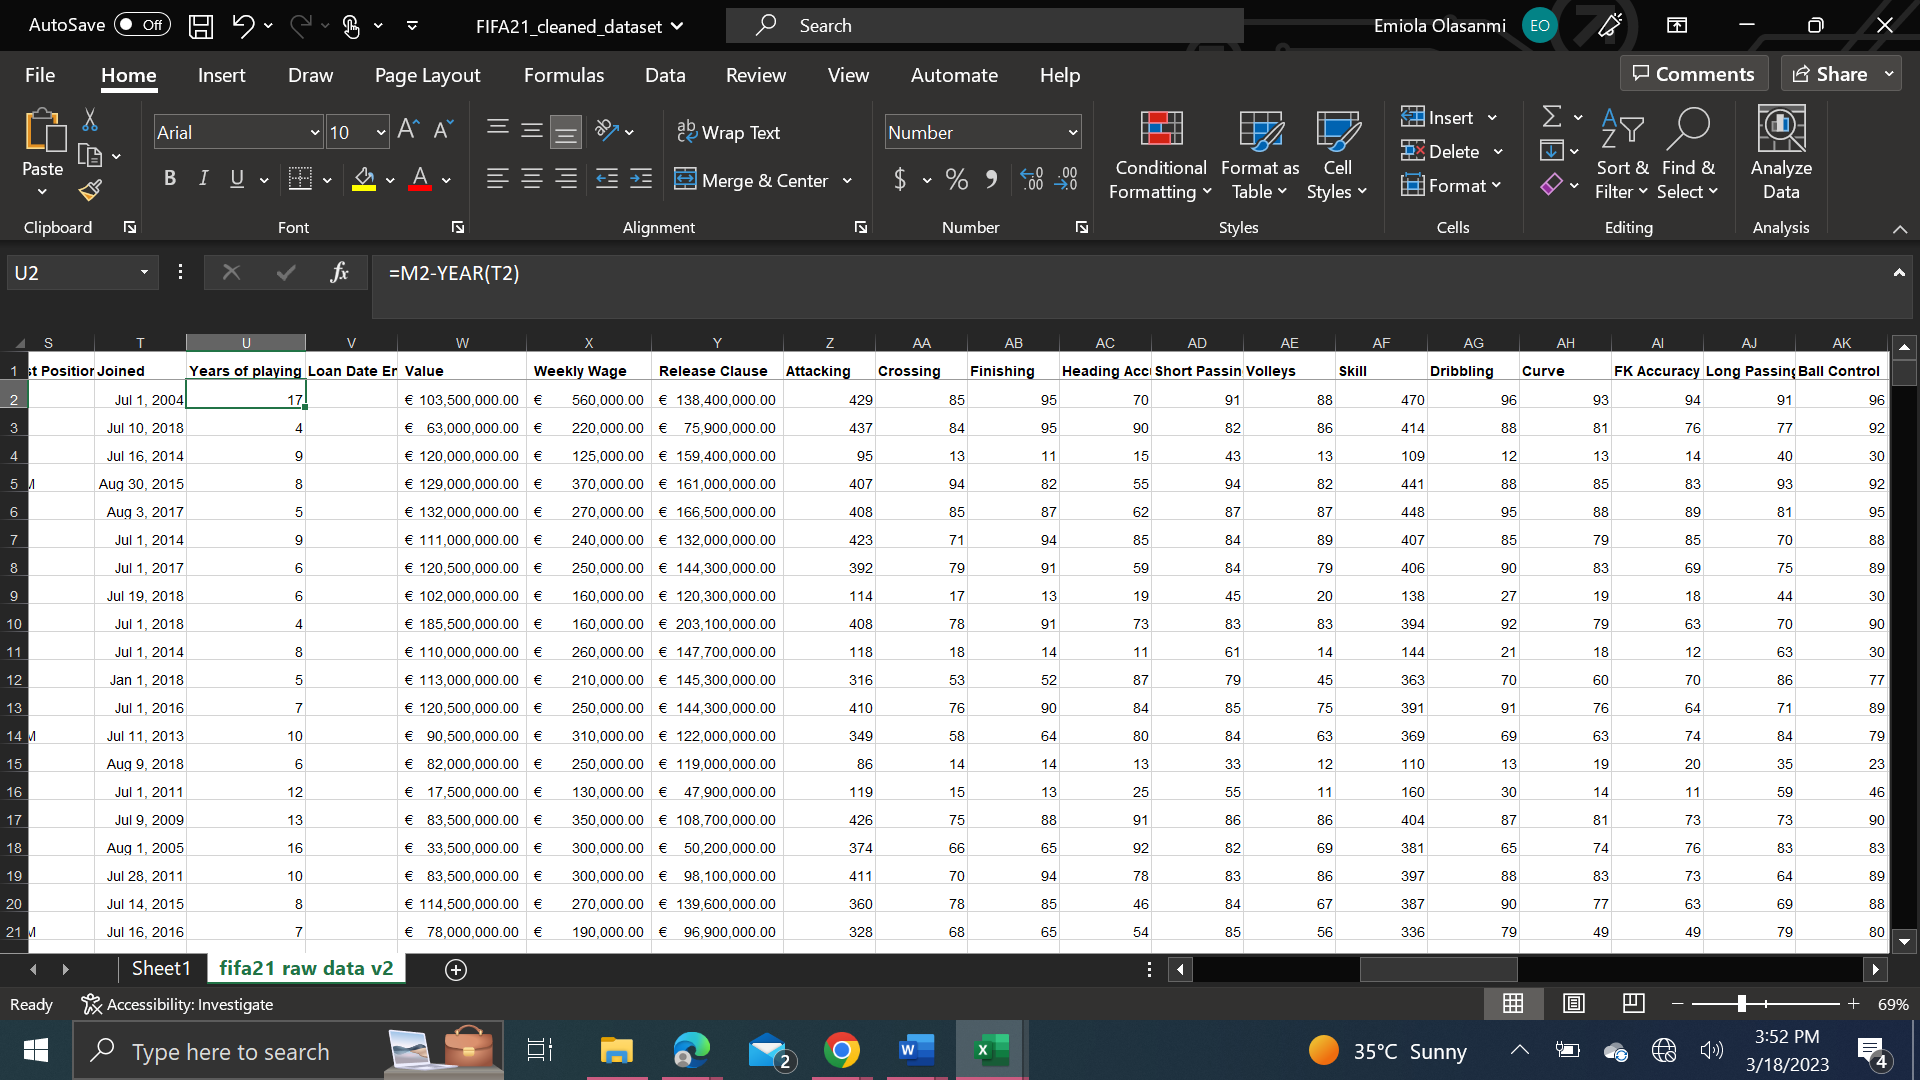 AutoSave Off FIFA21_cleaned_dataset Search Emiola Olasanmi EO
File Home Insert Draw Page Layout Formulas Data Review View Automate Help Comments Share
Paste Arial 10 Wrap Text Number Insert
B I U Merge & Center $ % Conditional Formatting Format as Table Cell Styles Delete Format Sort & Filter Find & Select Analyze Data
Clipboard Font Alignment Number Styles Cells Editing Analysis
U2 fx =M2-YEAR(T2)
S T U V W X Y Z AA AB AC AD AE AF AG AH AI AJ AK
1 st Position Joined Years of playing Loan Date En Value Weekly Wage Release Clause Attacking Crossing Finishing Heading Acc Short Passin Volleys Skill Dribbling Curve FK Accuracy Long Passing Ball Control
2 Jul 1, 2004 17 € 103,500,000.00 € 560,000.00 € 138,400,000.00 429 85 95 70 91 88 470 96 93 94 91 96
3 Jul 10, 2018 4 € 63,000,000.00 € 220,000.00 € 75,900,000.00 437 84 95 90 82 86 414 88 81 76 77 92
4 Jul 16, 2014 9 € 120,000,000.00 € 125,000.00 € 159,400,000.00 95 13 11 15 43 13 109 12 13 14 40 30
5 M Aug 30, 2015 8 € 129,000,000.00 € 370,000.00 € 161,000,000.00 407 94 82 55 94 82 441 88 85 83 93 92
6 Aug 3, 2017 5 € 132,000,000.00 € 270,000.00 € 166,500,000.00 408 85 87 62 87 87 448 95 88 89 81 95
7 Jul 1, 2014 9 € 111,000,000.00 € 240,000.00 € 132,000,000.00 423 71 94 85 84 89 407 85 79 85 70 88
8 Jul 1, 2017 6 € 120,500,000.00 € 250,000.00 € 144,300,000.00 392 79 91 59 84 79 406 90 83 69 75 89
9 Jul 19, 2018 6 € 102,000,000.00 € 160,000.00 € 120,300,000.00 114 17 13 19 45 20 138 27 19 18 44 30
10 Jul 1, 2018 4 € 185,500,000.00 € 160,000.00 € 203,100,000.00 408 78 91 73 83 83 394 92 79 63 70 90
11 Jul 1, 2014 8 € 110,000,000.00 € 260,000.00 € 147,700,000.00 118 18 14 11 61 14 144 21 18 12 63 30
12 Jan 1, 2018 5 € 113,000,000.00 € 210,000.00 € 145,300,000.00 316 53 52 87 79 45 363 70 60 70 86 77
13 Jul 1, 2016 7 € 120,500,000.00 € 250,000.00 € 144,300,000.00 410 76 90 84 85 75 391 91 76 64 71 89
14 M Jul 11, 2013 10 € 90,500,000.00 € 310,000.00 € 122,000,000.00 349 58 64 80 84 63 369 69 63 74 84 79
15 Aug 9, 2018 6 € 82,000,000.00 € 250,000.00 € 119,000,000.00 86 14 14 13 33 12 110 13 19 20 35 23
16 Jul 1, 2011 12 € 17,500,000.00 € 130,000.00 € 47,900,000.00 119 15 13 25 55 11 160 30 14 11 59 46
17 Jul 9, 2009 13 € 83,500,000.00 € 350,000.00 € 108,700,000.00 426 75 88 91 86 86 404 87 81 73 73 90
18 Aug 1, 2005 16 € 33,500,000.00 € 300,000.00 € 50,200,000.00 374 66 65 92 82 69 381 65 74 76 83 83
19 Jul 28, 2011 10 € 83,500,000.00 € 300,000.00 € 98,100,000.00 411 70 94 78 83 86 397 88 83 73 64 89
20 Jul 14, 2015 8 € 114,500,000.00 € 270,000.00 € 139,600,000.00 360 78 85 46 84 67 387 90 77 63 69 88
21 M Jul 16, 2016 7 € 78,000,000.00 € 190,000.00 € 96,900,000.00 328 68 65 54 85 56 336 79 49 49 79 80
Sheet1 fifa21 raw data v2
Ready Accessibility: Investigate 69%
Type here to search 2 35°C Sunny 3:52 PM
3/18/2023 4